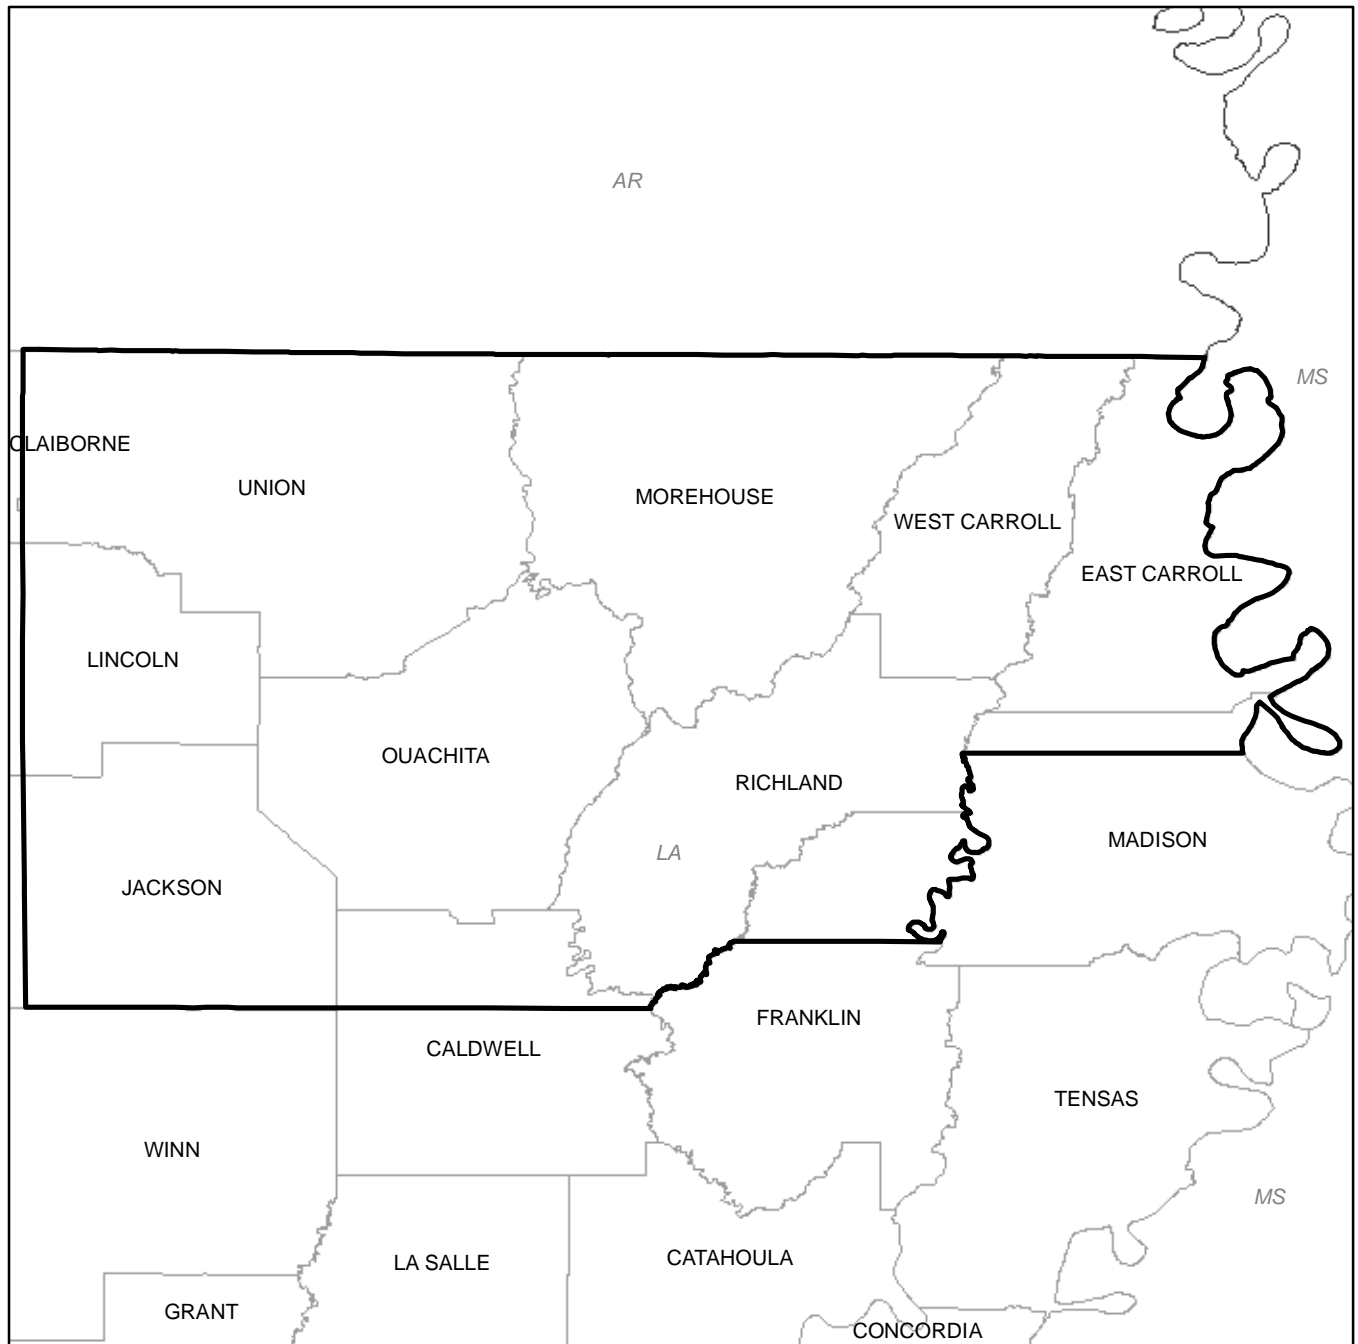 AR
MS
CLAIBORNE
UNION
MOREHOUSE
WEST CARROLL
EAST CARROLL
LINCOLN
OUACHITA
RICHLAND
MADISON
LA
JACKSON
FRANKLIN
CALDWELL
TENSAS
WINN
MS
CATAHOULA
LA SALLE
GRANT
CONCORDIA